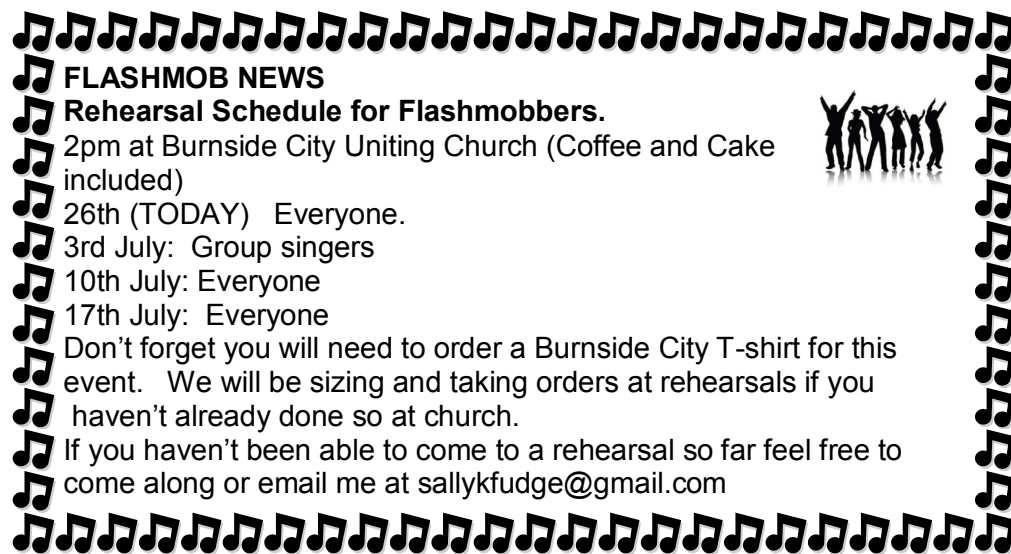 FLASHMOB NEWS
Rehearsal Schedule for Flashmobbers.
2pm at Burnside City Uniting Church (Coffee and Cake
included)
26th (TODAY)   Everyone.
3rd July:  Group singers
10th July: Everyone
17th July:  Everyone
Don’t forget you will need to order a Burnside City T-shirt for this
event.   We will be sizing and taking orders at rehearsals if you
haven’t already done so at church.
If you haven’t been able to come to a rehearsal so far feel free to
come along or email me at sallykfudge@gmail.com